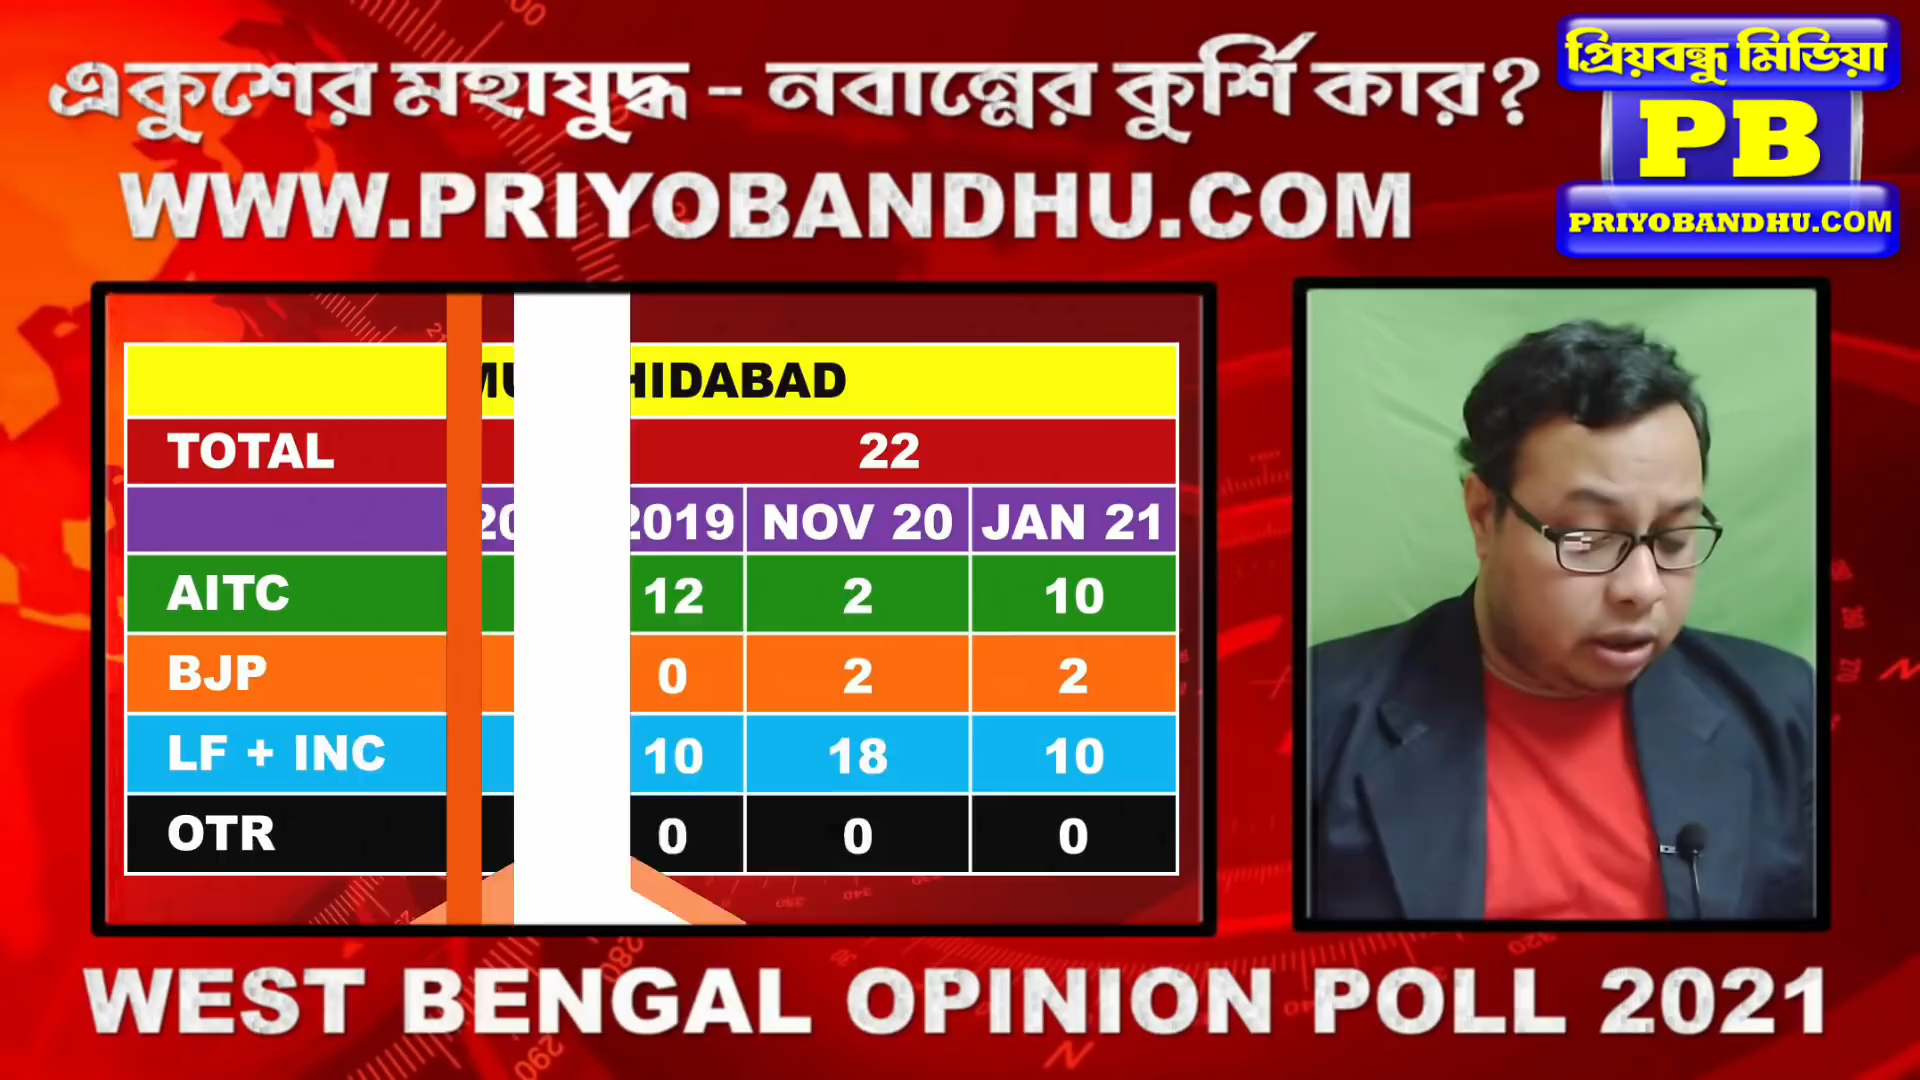 একুশের মহাযুদ্ধ - নবান্নের কুর্শি কার?
WWW.PRIYOBANDHU.COM
প্রিয়বন্ধু মিডিয়া
PB
PRIYOBANDHU.COM
HIDABAD
TOTAL 22
2019 NOV 20 JAN 21
AITC 12 2 10
BJP 0 2 2
LF + INC 10 18 10
OTR 0 0 0
WEST BENGAL OPINION POLL 2021